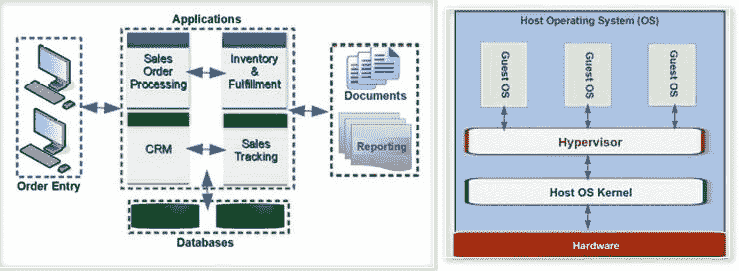 Applications
Sales
Order
Processing
Inventory
&
Fulfillment
CRM
Sales
Tracking
Order Entry
Documents
Reporting
Databases
Host Operating System (OS)
Guest OS
Guest OS
Guest OS
Hypervisor
Host OS Kernel
Hardware